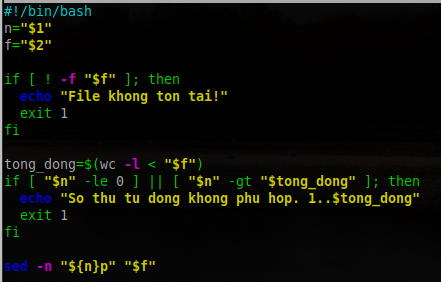 #!/bin/bash
n="$1"
f="$2"
if [ ! -f "$f" ]; then
  echo "File khong ton tai!"
  exit 1
fi
tong_dong=$(wc -l < "$f")
if [ "$n" -le 0 ] || [ "$n" -gt "$tong_dong" ]; then
  echo "So thu tu dong khong phu hop. 1..$tong_dong"
  exit 1
fi
sed -n "${n}p" "$f"